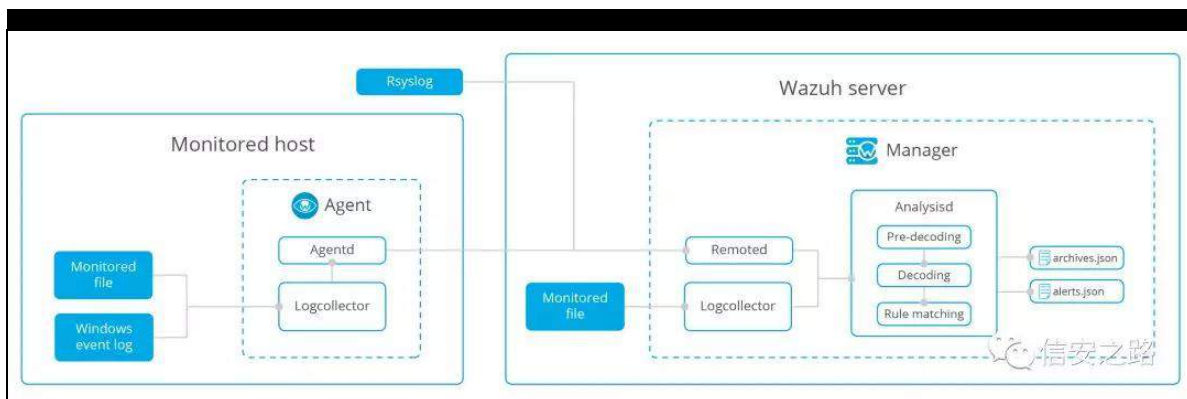 Rsyslog
Wazuh server
Monitored host
Manager
Agent
Analysisd
Agentd
Remoted
Pre-decoding
Monitored
file
archives.json
Decoding
Logcollector
Monitored
file
Logcollector
alerts.json
Windows
event log
Rule matching
信安之路